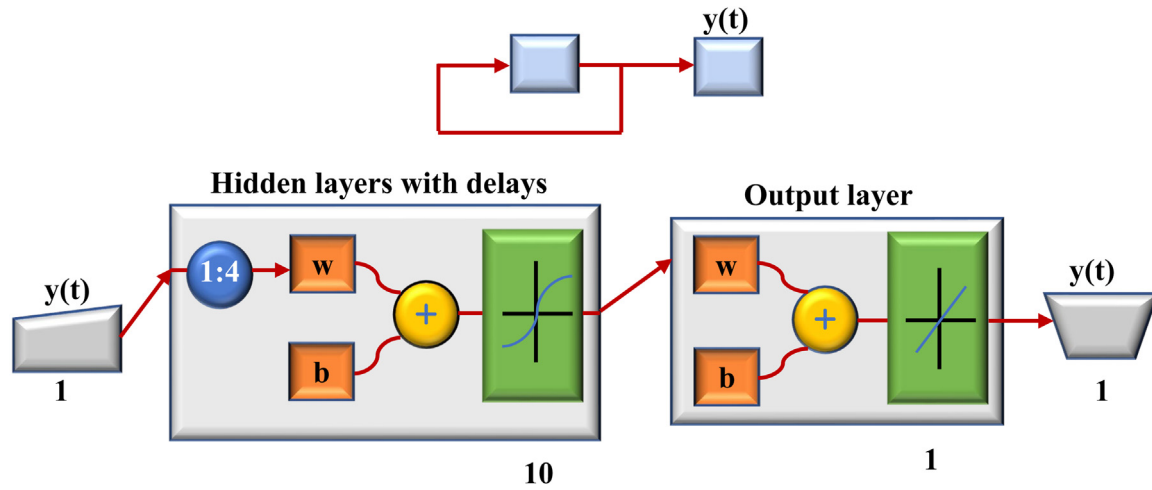 y(t)
Hidden layers with delays
Output layer
y(t)
1:4
w
+
b
w
+
b
y(t)
1
10
1
1